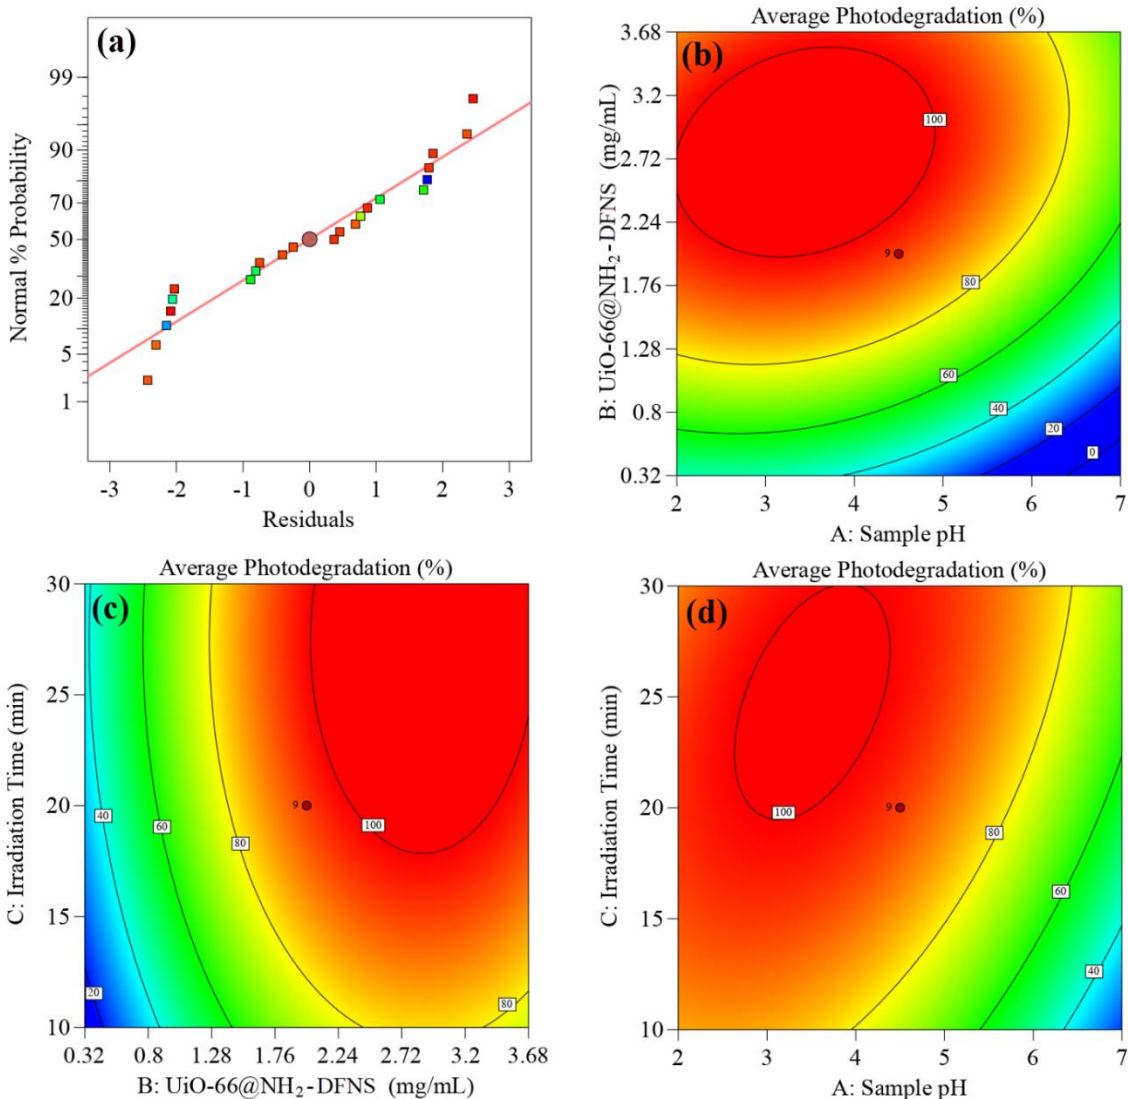 (a)
Normal % Probability
99
90
70
50
20
5
1
-3 -2 -1 0 1 2 3
Residuals
Average Photodegradation (%)
(b)
B: UiO-66@NH₂-DFNS (mg/mL)
3.68
3.2
2.72
2.24
1.76
1.28
0.8
0.32
100
9
80
60
40
20
0
2 3 4 5 6 7
A: Sample pH
Average Photodegradation (%)
(c)
C: Irradiation Time (min)
30
25
20
15
10
9
100
40
60
80
20
80
0.32 0.8 1.28 1.76 2.24 2.72 3.2 3.68
B: UiO-66@NH₂-DFNS (mg/mL)
Average Photodegradation (%)
(d)
C: Irradiation Time (min)
30
25
20
15
10
100
9
80
60
40
2 3 4 5 6 7
A: Sample pH